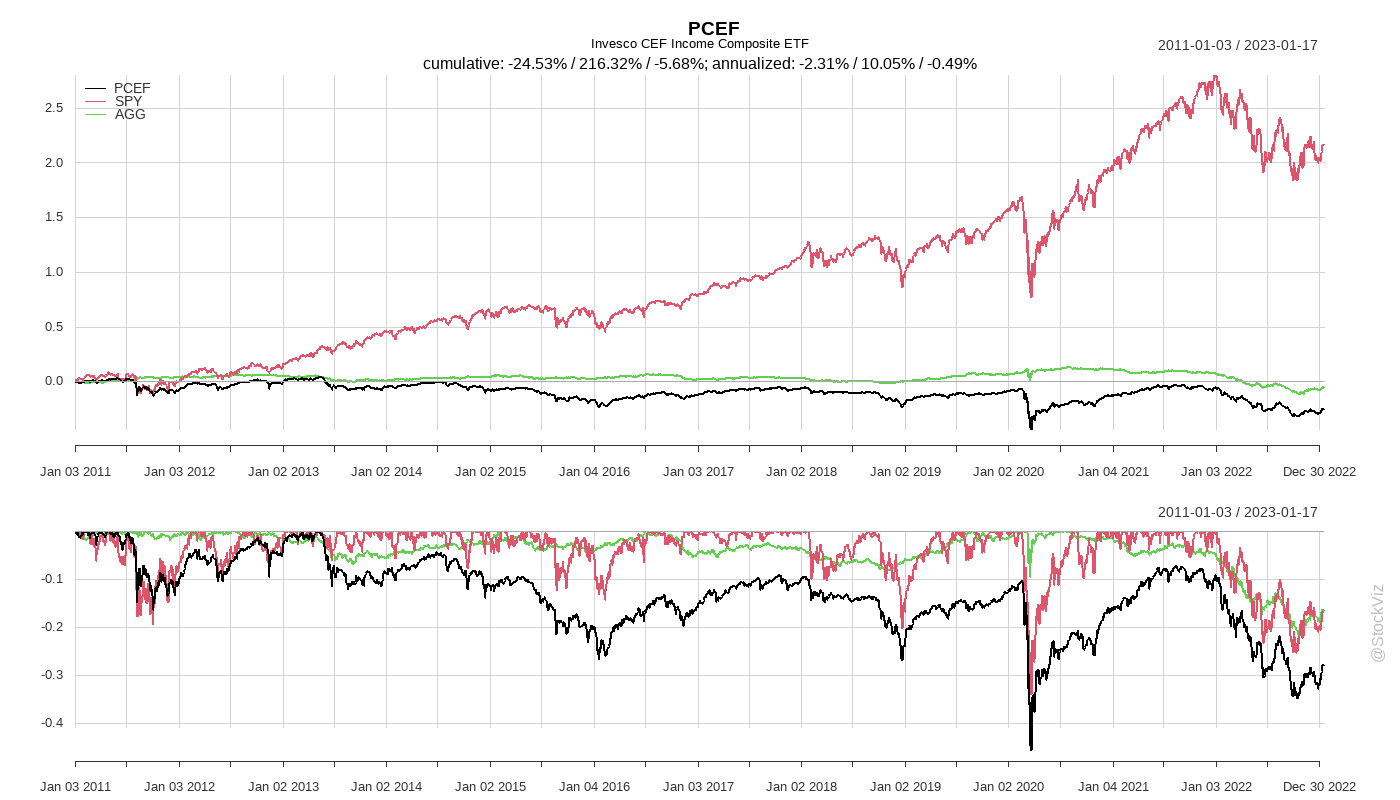 PCEF
Invesco CEF Income Composite ETF
2011-01-03 / 2023-01-17
cumulative: -24.53% / 216.32% / -5.68%; annualized: -2.31% / 10.05% / -0.49%
PCEF
SPY
AGG
2.5
2.0
1.5
1.0
0.5
0.0
Jan 03 2011 Jan 03 2012 Jan 02 2013 Jan 02 2014 Jan 02 2015 Jan 04 2016 Jan 03 2017 Jan 02 2018 Jan 02 2019 Jan 02 2020 Jan 04 2021 Jan 03 2022 Dec 30 2022
2011-01-03 / 2023-01-17
-0.1
-0.2
-0.3
-0.4
Jan 03 2011 Jan 03 2012 Jan 02 2013 Jan 02 2014 Jan 02 2015 Jan 04 2016 Jan 03 2017 Jan 02 2018 Jan 02 2019 Jan 02 2020 Jan 04 2021 Jan 03 2022 Dec 30 2022
@StockViz